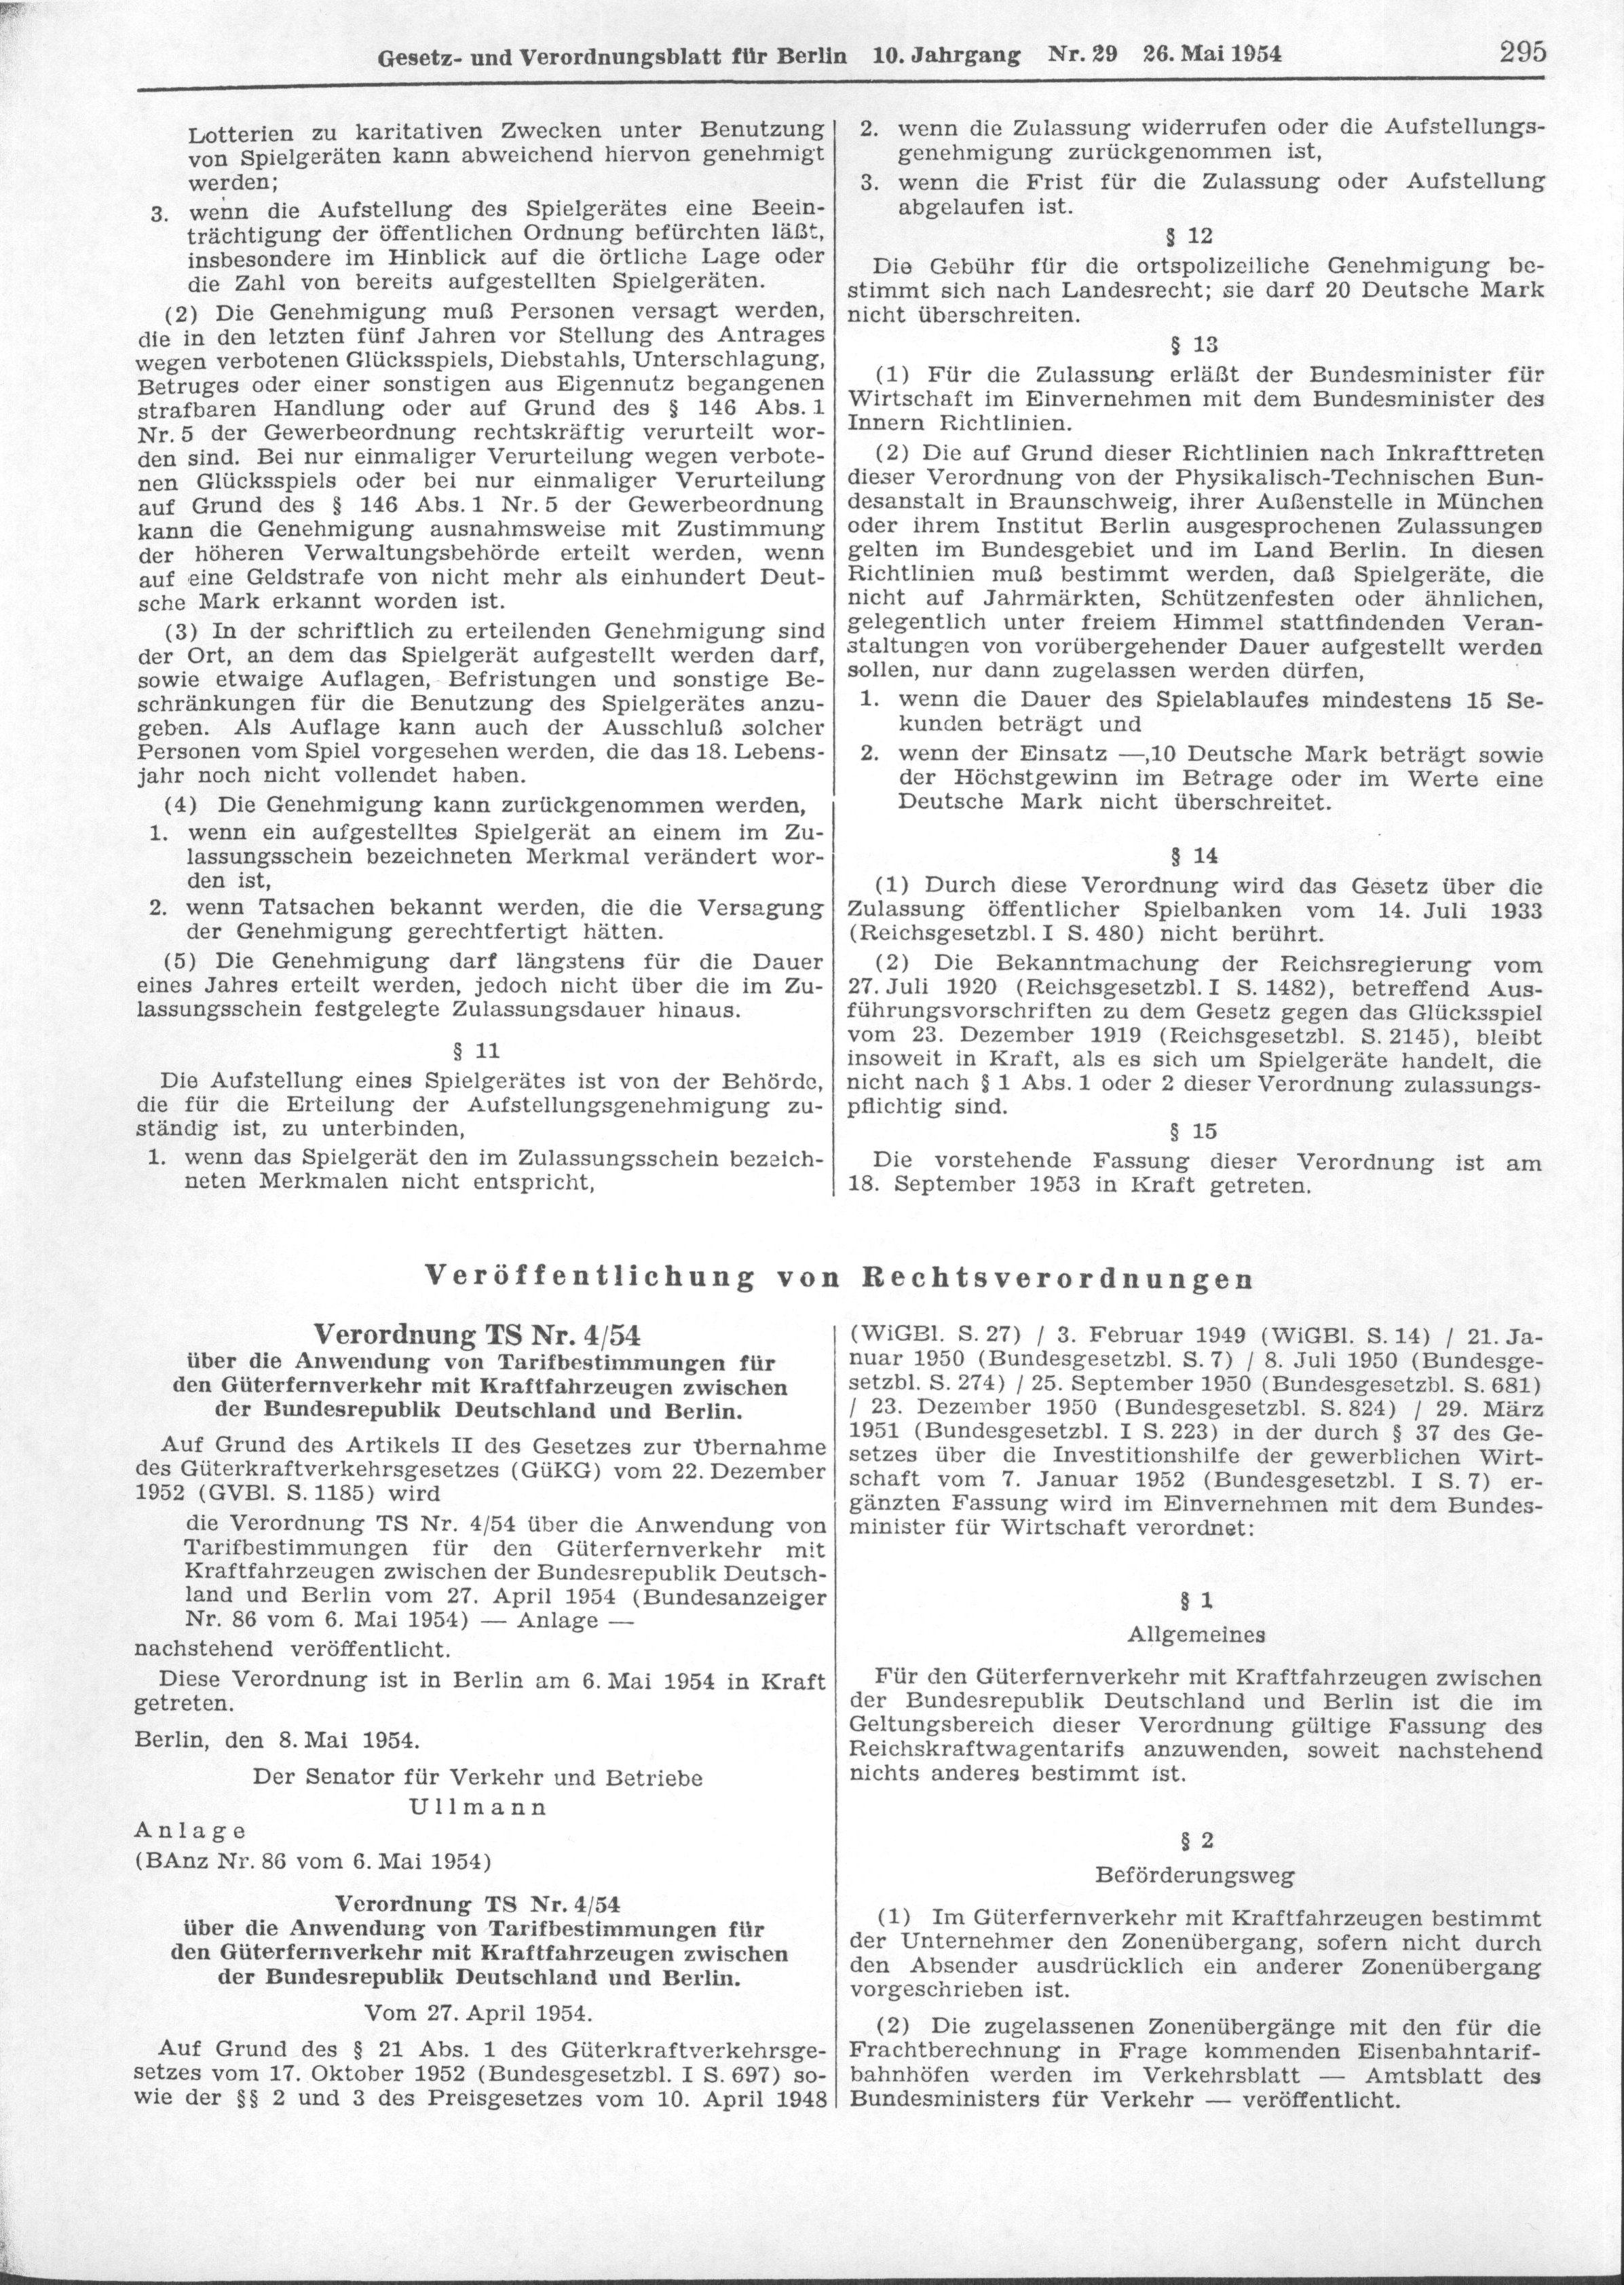 Gesetz- und Verordnungsblatt für Berlin 10. Jahrgang Nr. 29 26. Mai 1954 295
Lotterien zu karitativen Zwecken unter Benutzung
von Spielgeräten kann abweichend hiervon genehmigt
werden;
3. wenn die Aufstellung des Spielgerätes eine Beein-
trächtigung der öffentlichen Ordnung befürchten läßt,
insbesondere im Hinblick auf die örtliche Lage oder
die Zahl von bereits aufgestellten Spielgeräten.
(2) Die Genehmigung muß Personen versagt werden,
die in den letzten fünf Jahren vor Stellung des Antrages
wegen verbotenen Glücksspiels, Diebstahls, Unterschlagung,
Betruges oder einer sonstigen aus Eigennutz begangenen
strafbaren Handlung oder auf Grund des § 146 Abs. 1
Nr. 5 der Gewerbeordnung rechtskräftig verurteilt wor-
den sind. Bei nur einmaliger Verurteilung wegen verbote-
nen Glücksspiels oder bei nur einmaliger Verurteilung
auf Grund des § 146 Abs. 1 Nr. 5 der Gewerbeordnung
kann die Genehmigung ausnahmsweise mit Zustimmung
der höheren Verwaltungsbehörde erteilt werden, wenn
auf eine Geldstrafe von nicht mehr als einhundert Deut-
sche Mark erkannt worden ist.
(3) In der schriftlich zu erteilenden Genehmigung sind
der Ort, an dem das Spielgerät aufgestellt werden darf,
sowie etwaige Auflagen, Befristungen und sonstige Be-
schränkungen für die Benutzung des Spielgerätes anzu-
geben. Als Auflage kann auch der Ausschluß solcher
Personen vom Spiel vorgesehen werden, die das 18. Lebens-
jahr noch nicht vollendet haben.
(4) Die Genehmigung kann zurückgenommen werden,
1. wenn ein aufgestelltes Spielgerät an einem im Zu-
lassungsschein bezeichneten Merkmal verändert wor-
den ist,
2. wenn Tatsachen bekannt werden, die die Versagung
der Genehmigung gerechtfertigt hätten.
(5) Die Genehmigung darf längstens für die Dauer
eines Jahres erteilt werden, jedoch nicht über die im Zu-
lassungsschein festgelegte Zulassungsdauer hinaus.
§ 11
Die Aufstellung eines Spielgerätes ist von der Behörde,
die für die Erteilung der Aufstellungsgenehmigung zu-
ständig ist, zu unterbinden,
1. wenn das Spielgerät den im Zulassungsschein bezeich-
neten Merkmalen nicht entspricht,
2. wenn die Zulassung widerrufen oder die Aufstellungs-
genehmigung zurückgenommen ist,
3. wenn die Frist für die Zulassung oder Aufstellung
abgelaufen ist.
§ 12
Die Gebühr für die ortspolizeiliche Genehmigung be-
stimmt sich nach Landesrecht; sie darf 20 Deutsche Mark
nicht überschreiten.
§ 13
(1) Für die Zulassung erläßt der Bundesminister für
Wirtschaft im Einvernehmen mit dem Bundesminister des
Innern Richtlinien.
(2) Die auf Grund dieser Richtlinien nach Inkrafttreten
dieser Verordnung von der Physikalisch-Technischen Bun-
desanstalt in Braunschweig, ihrer Außenstelle in München
oder ihrem Institut Berlin ausgesprochenen Zulassungen
gelten im Bundesgebiet und im Land Berlin. In diesen
Richtlinien muß bestimmt werden, daß Spielgeräte, die
nicht auf Jahrmärkten, Schützenfesten oder ähnlichen,
gelegentlich unter freiem Himmel stattfindenden Veran-
staltungen von vorübergehender Dauer aufgestellt werden
sollen, nur dann zugelassen werden dürfen,
1. wenn die Dauer des Spielablaufes mindestens 15 Se-
kunden beträgt und
2. wenn der Einsatz —,10 Deutsche Mark beträgt sowie
der Höchstgewinn im Betrage oder im Werte eine
Deutsche Mark nicht überschreitet.
§ 14
(1) Durch diese Verordnung wird das Gesetz über die
Zulassung öffentlicher Spielbanken vom 14. Juli 1933
(Reichsgesetzbl. I S. 480) nicht berührt.
(2) Die Bekanntmachung der Reichsregierung vom
27. Juli 1920 (Reichsgesetzbl. I S. 1482), betreffend Aus-
führungsvorschriften zu dem Gesetz gegen das Glücksspiel
vom 23. Dezember 1919 (Reichsgesetzbl. S. 2145), bleibt
insoweit in Kraft, als es sich um Spielgeräte handelt, die
nicht nach § 1 Abs. 1 oder 2 dieser Verordnung zulassungs-
pflichtig sind.
§ 15
Die vorstehende Fassung dieser Verordnung ist am
18. September 1953 in Kraft getreten.
Veröffentlichung von Rechtsverordnungen
Verordnung TS Nr. 4/54
über die Anwendung von Tarifbestimmungen für
den Güterfernverkehr mit Kraftfahrzeugen zwischen
der Bundesrepublik Deutschland und Berlin.
Auf Grund des Artikels II des Gesetzes zur Übernahme
des Güterkraftverkehrsgesetzes (GüKG) vom 22. Dezember
1952 (GVBl. S. 1185) wird
die Verordnung TS Nr. 4/54 über die Anwendung von
Tarifbestimmungen für den Güterfernverkehr mit
Kraftfahrzeugen zwischen der Bundesrepublik Deutsch-
land und Berlin vom 27. April 1954 (Bundesanzeiger
Nr. 86 vom 6. Mai 1954) — Anlage —
nachstehend veröffentlicht.
Diese Verordnung ist in Berlin am 6. Mai 1954 in Kraft
getreten.
Berlin, den 8. Mai 1954.
Der Senator für Verkehr und Betriebe
Ullmann
Anlage
(BAnz Nr. 86 vom 6. Mai 1954)
Verordnung TS Nr. 4/54
über die Anwendung von Tarifbestimmungen für
den Güterfernverkehr mit Kraftfahrzeugen zwischen
der Bundesrepublik Deutschland und Berlin.
Vom 27. April 1954.
Auf Grund des § 21 Abs. 1 des Güterkraftverkehrsge-
setzes vom 17. Oktober 1952 (Bundesgesetzbl. I S. 697) so-
wie der §§ 2 und 3 des Preisgesetzes vom 10. April 1948
(WiGBl. S. 27) / 3. Februar 1949 (WiGBl. S. 14) / 21. Ja-
nuar 1950 (Bundesgesetzbl. S. 7) / 8. Juli 1950 (Bundesge-
setzbl. S. 274) / 25. September 1950 (Bundesgesetzbl. S. 681)
/ 23. Dezember 1950 (Bundesgesetzbl. S. 824) / 29. März
1951 (Bundesgesetzbl. I S. 223) in der durch § 37 des Ge-
setzes über die Investitionshilfe der gewerblichen Wirt-
schaft vom 7. Januar 1952 (Bundesgesetzbl. I S. 7) er-
gänzten Fassung wird im Einvernehmen mit dem Bundes-
minister für Wirtschaft verordnet:
§ 1
Allgemeines
Für den Güterfernverkehr mit Kraftfahrzeugen zwischen
der Bundesrepublik Deutschland und Berlin ist die im
Geltungsbereich dieser Verordnung gültige Fassung des
Reichskraftwagentarifs anzuwenden, soweit nachstehend
nichts anderes bestimmt ist.
§ 2
Beförderungsweg
(1) Im Güterfernverkehr mit Kraftfahrzeugen bestimmt
der Unternehmer den Zonenübergang, sofern nicht durch
den Absender ausdrücklich ein anderer Zonenübergang
vorgeschrieben ist.
(2) Die zugelassenen Zonenübergänge mit den für die
Frachtberechnung in Frage kommenden Eisenbahntarif-
bahnhöfen werden im Verkehrsblatt — Amtsblatt des
Bundesministers für Verkehr — veröffentlicht.